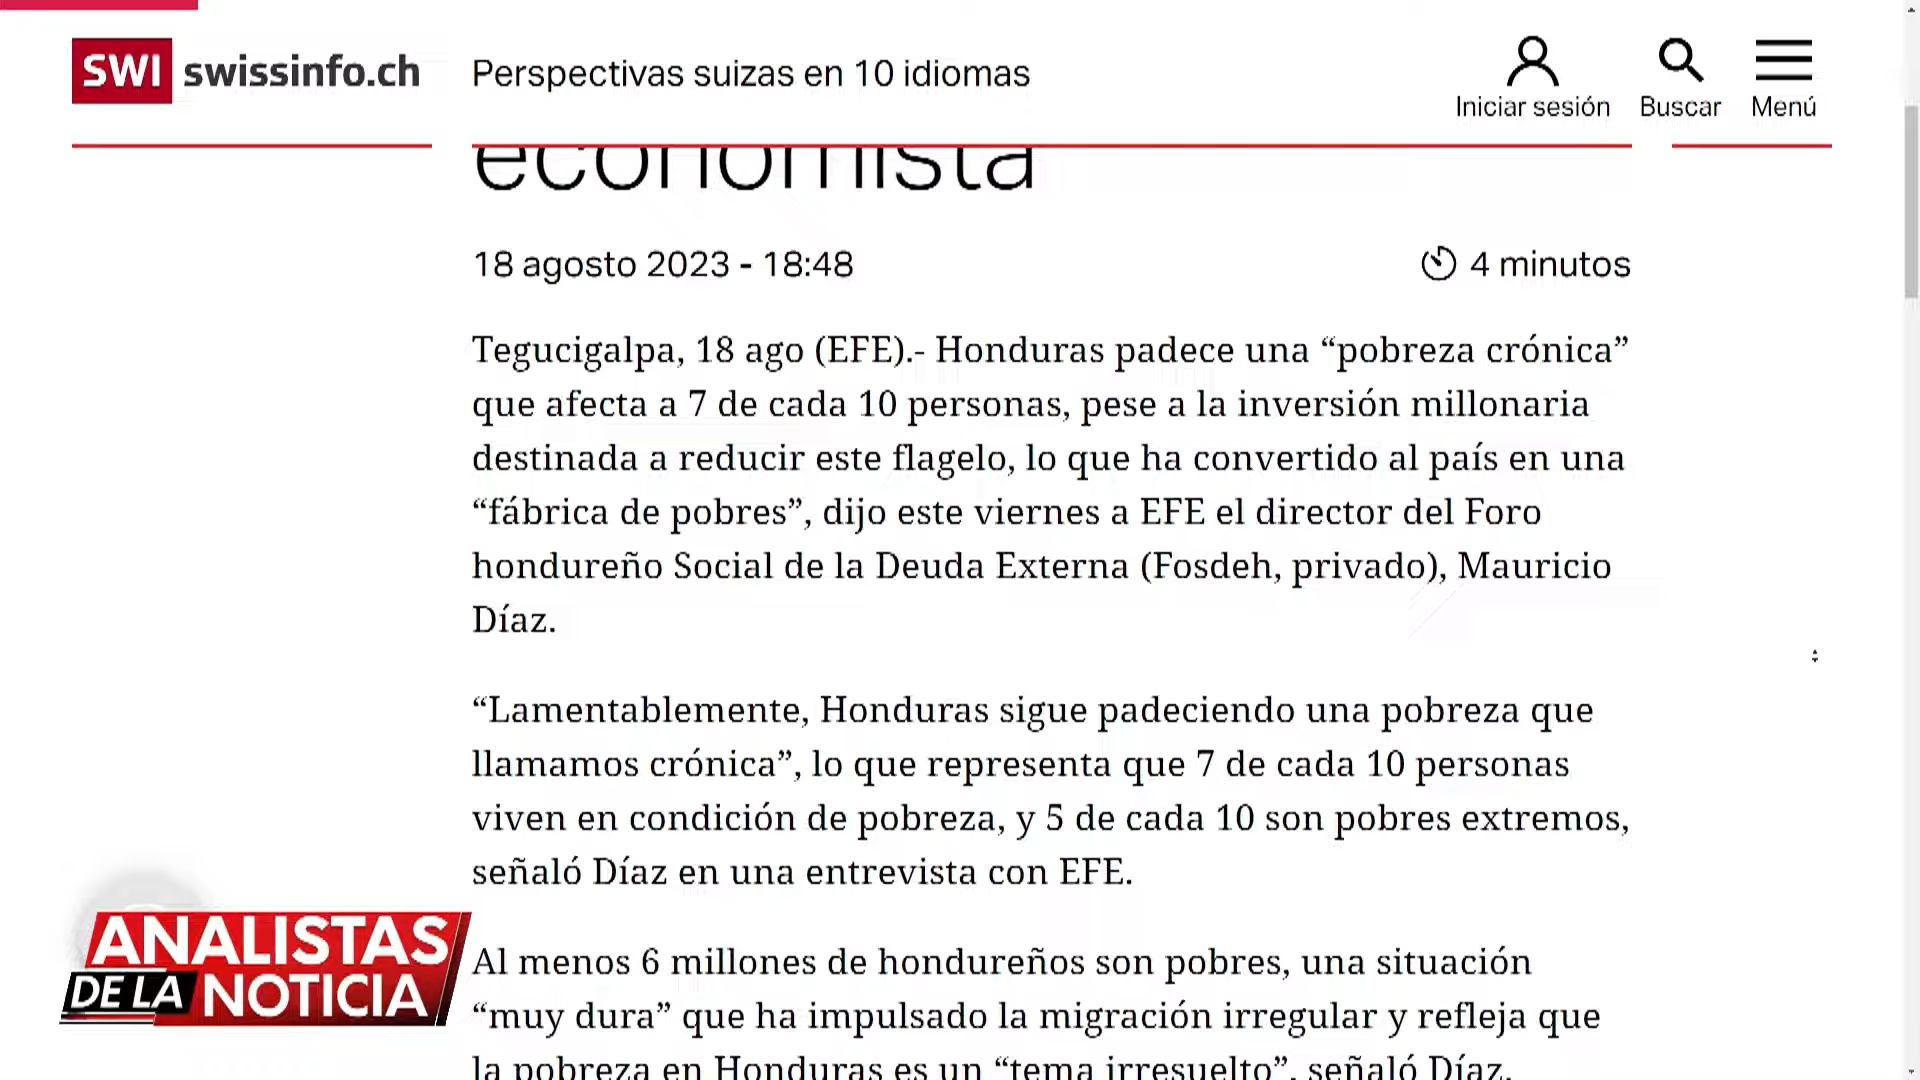 SWI swissinfo.ch
Perspectivas suizas en 10 idiomas
Iniciar sesión
Buscar
Menú
economista
18 agosto 2023 - 18:48
4 minutos
Tegucigalpa, 18 ago (EFE).- Honduras padece una “pobreza crónica”
que afecta a 7 de cada 10 personas, pese a la inversión millonaria
destinada a reducir este flagelo, lo que ha convertido al país en una
“fábrica de pobres”, dijo este viernes a EFE el director del Foro
hondureño Social de la Deuda Externa (Fosdeh, privado), Mauricio
Díaz.
“Lamentablemente, Honduras sigue padeciendo una pobreza que
llamamos crónica”, lo que representa que 7 de cada 10 personas
viven en condición de pobreza, y 5 de cada 10 son pobres extremos,
señaló Díaz en una entrevista con EFE.
Al menos 6 millones de hondureños son pobres, una situación
“muy dura” que ha impulsado la migración irregular y refleja que
la pobreza en Honduras es un “tema irresuelto”, señaló Díaz.
ANALISTAS
DE LA NOTICIA